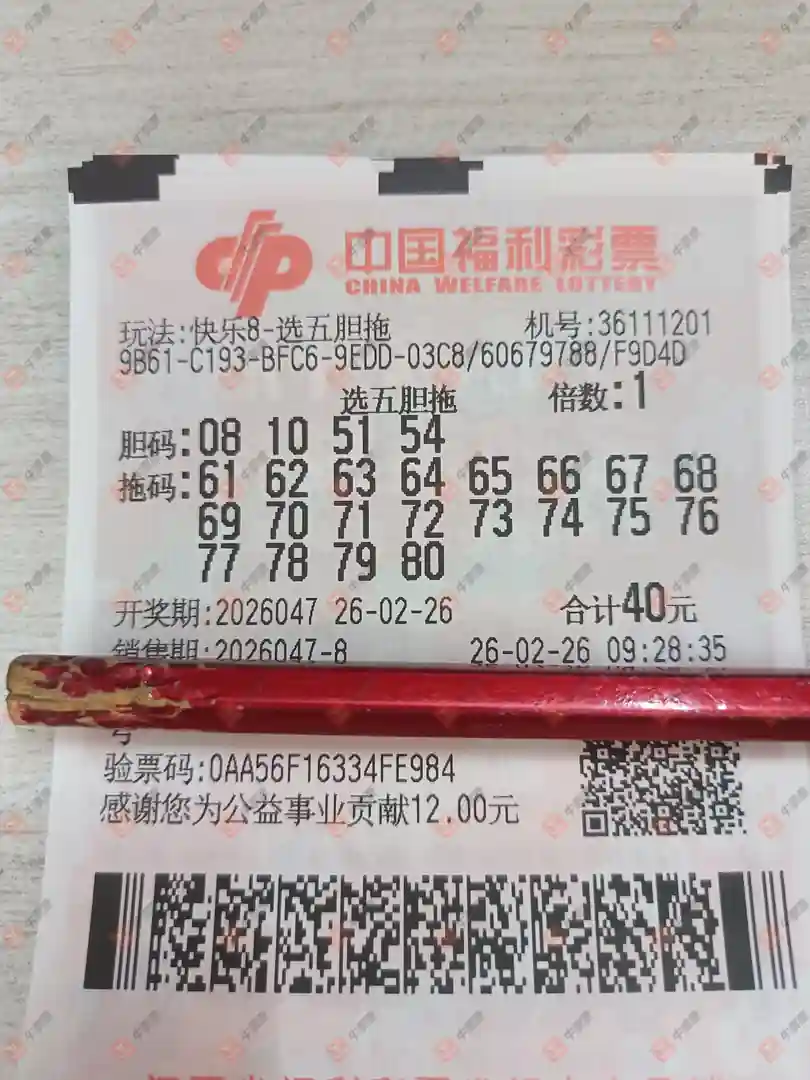 中国福利彩票
CHINA WELFARE LOTTERY
玩法:快乐8-选五胆拖 机号:36111201
9B61-C193-BFC6-9EDD-03C8/60679788/F9D4D
选五胆拖 倍数:1
胆码:08 10 51 54
拖码:61 62 63 64 65 66 67 68
69 70 71 72 73 74 75 76
77 78 79 80
开奖期:2026047 26-02-26 合计40元
销售期:2026047-8 26-02-26 09:28:35
号
验票码:0AA56F16334FE984
感谢您为公益事业贡献12.00元